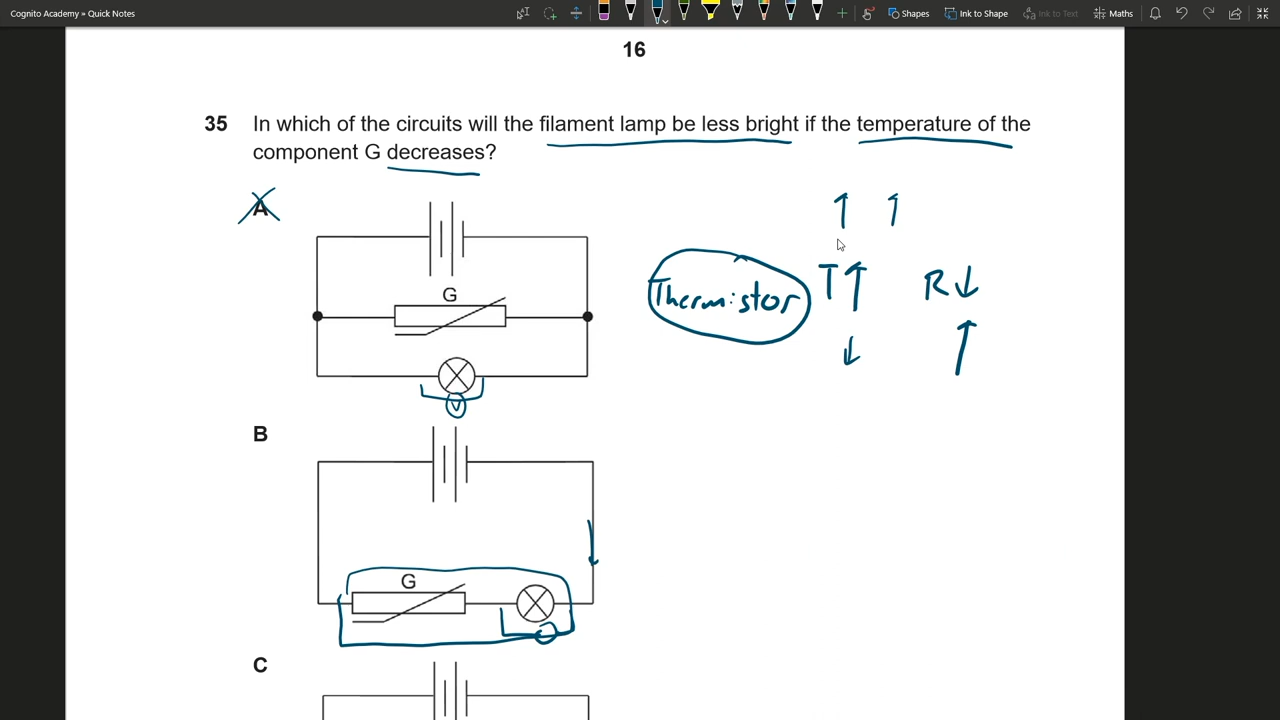 Cognito Academy » Quick Notes
Shapes
Ink to Shape
Ink to Text
Maths
16
35 In which of the circuits will the filament lamp be less bright if the temperature of the
component G decreases?
A
↑ ↑
G
Thermistor T↑ R↓
↓ ↑
V
B
G
C